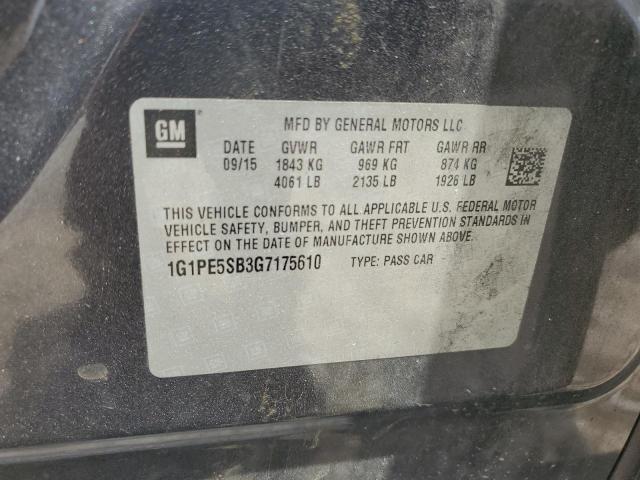 GM
MFD BY GENERAL MOTORS LLC
DATE GVWR GAWR FRT GAWR RR
09/15 1843 KG 969 KG 874 KG
4061 LB 2135 LB 1926 LB
THIS VEHICLE CONFORMS TO ALL APPLICABLE U.S. FEDERAL MOTOR
VEHICLE SAFETY, BUMPER, AND THEFT PREVENTION STANDARDS IN
EFFECT ON THE DATE OF MANUFACTURE SHOWN ABOVE.
1G1PE5SB3G7175610 TYPE: PASS CAR